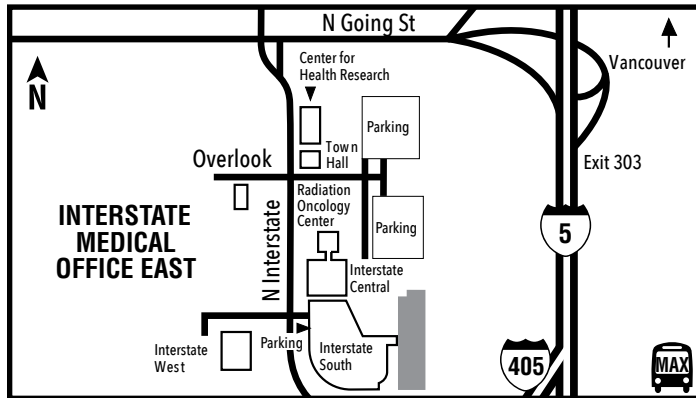 N Going St
Center for
Health Research
Vancouver
N
Parking
Town
Hall
Overlook
Exit 303
Radiation
Oncology
Center
INTERSTATE
MEDICAL
OFFICE EAST
N Interstate
Parking
5
Interstate
Central
Parking
Interstate
South
Interstate
West
405
MAX